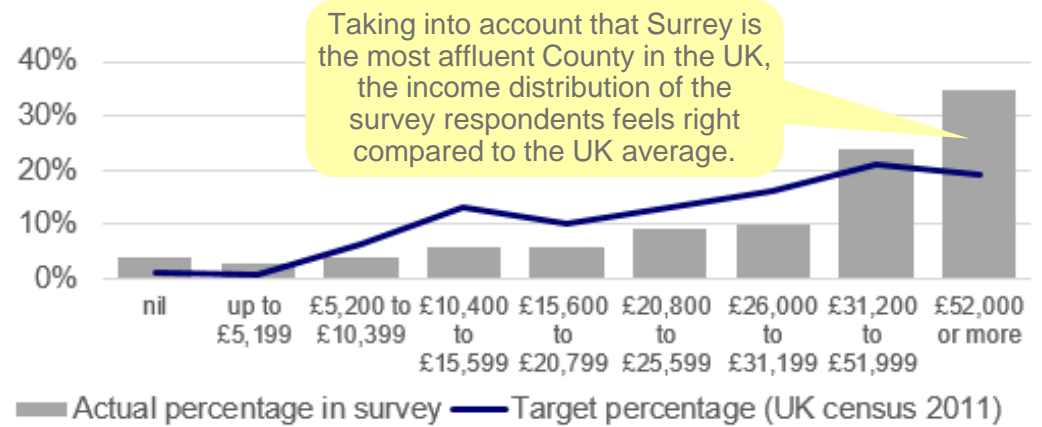 Taking into account that Surrey is
the most affluent County in the UK,
the income distribution of the
survey respondents feels right
compared to the UK average.
40%
30%
20%
10%
0%
nil
up to
£5,199
£5,200 to
£10,399
£10,400
to
£15,599
£15,600
to
£20,799
£20,800
to
£25,599
£26,000
to
£31,199
£31,200
to
£51,999
£52,000
or more
Actual percentage in survey
Target percentage (UK census 2011)